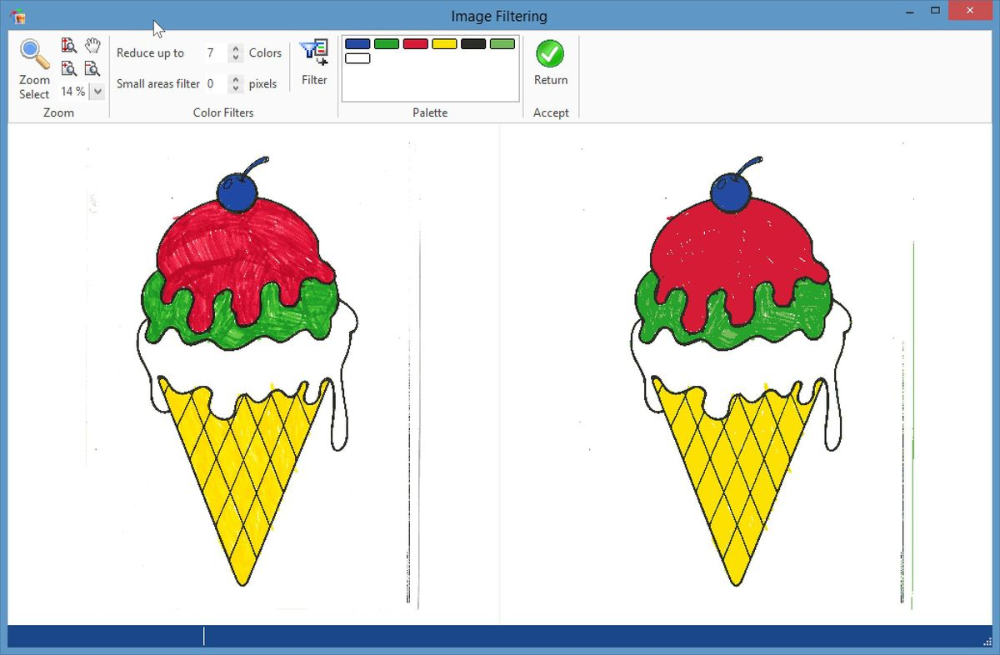 Image Filtering
Zoom Select
14 %
Zoom
Reduce up to 7 Colors
Small areas filter 0 pixels
Filter
Color Filters
Palette
Return
Accept